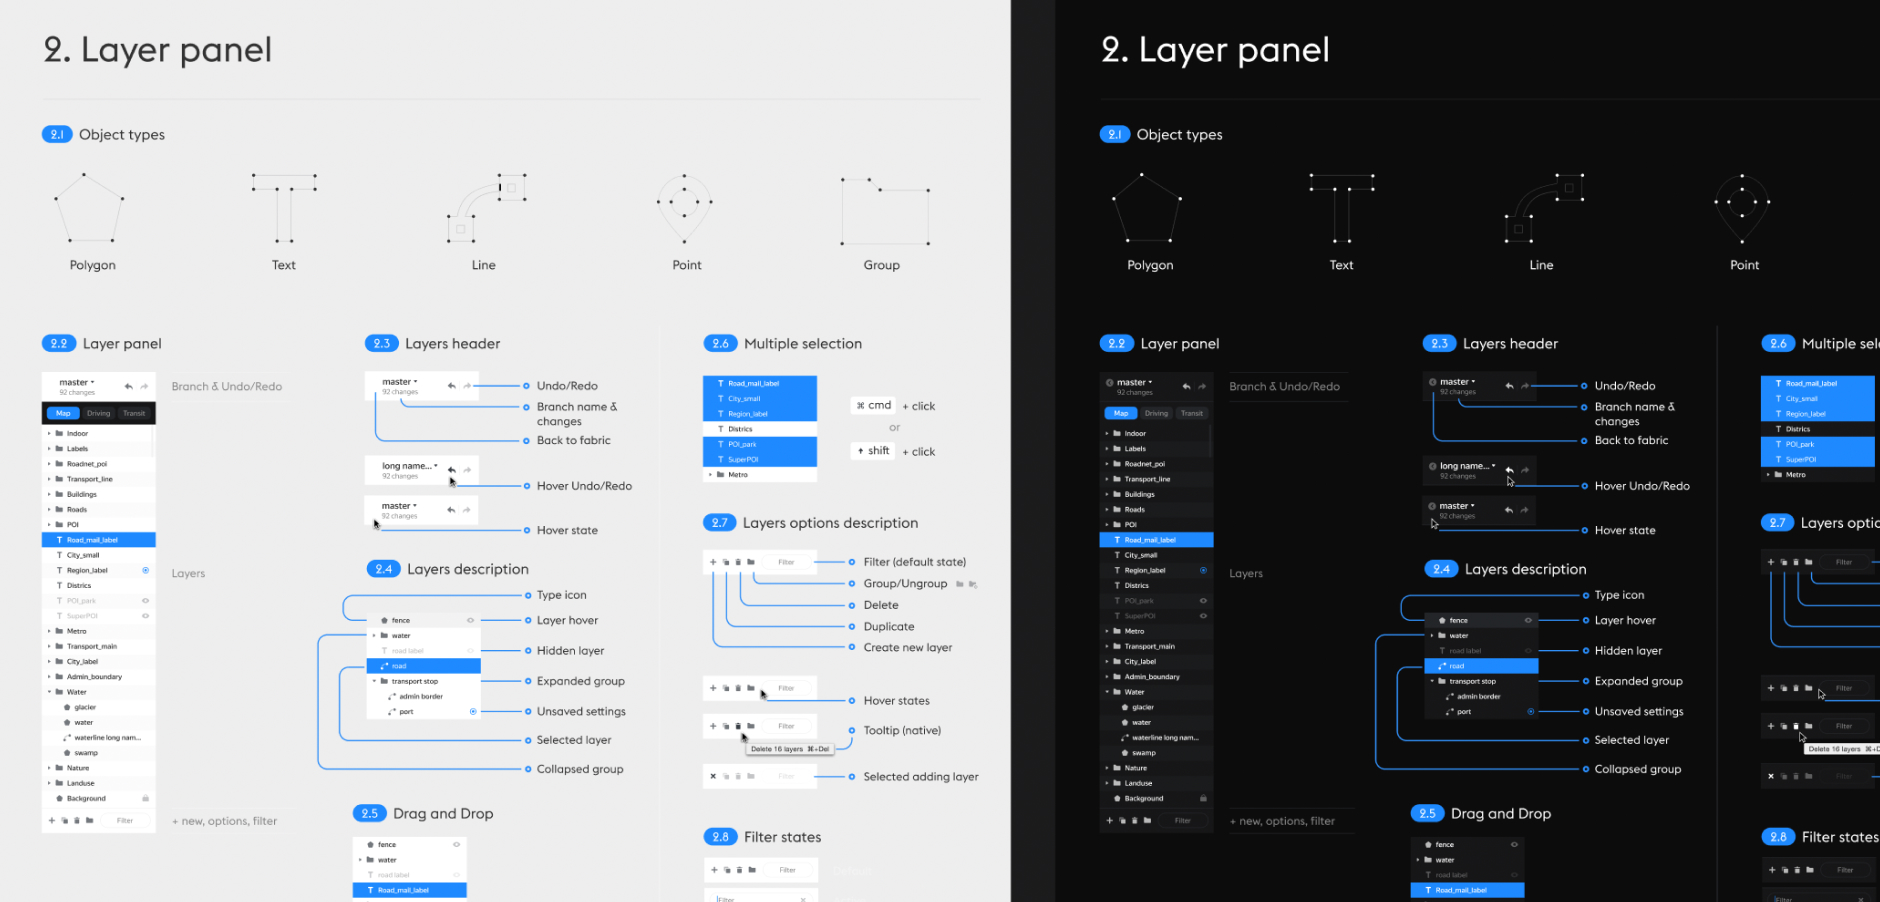 2. Layer panel
2.1 Object types
Polygon
Text
Line
Point
Group
2.2 Layer panel
master
92 changes
Branch & Undo/Redo
Map
Driving
Transit
Indoor
Labels
Roadnet_poi
Transport_line
Buildings
Roads
POI
Road_mail_label
City_small
Region_label
Districs
POI_park
SuperPOI
Metro
Transport_main
City_label
Admin_boundary
Water
glacier
water
waterline long nam...
swamp
Nature
Landuse
Background
Filter
Layers
+ new, options, filter
2.3 Layers header
master
92 changes
Undo/Redo
Branch name &
changes
Back to fabric
long name...
92 changes
Hover Undo/Redo
master
92 changes
Hover state
2.4 Layers description
Type icon
fence
Layer hover
water
road label
Hidden layer
road
transport stop
Expanded group
admin border
port
Unsaved settings
Selected layer
Collapsed group
2.5 Drag and Drop
fence
water
road label
Road_mail_label
2.6 Multiple selection
Road_mail_label
City_small
Region_label
Districs
POI_park
SuperPOI
Metro
⌘ cmd + click
or
shift + click
2.7 Layers options description
Filter
Filter (default state)
Group/Ungroup
Delete
Duplicate
Create new layer
Filter
Hover states
Filter
Tooltip (native)
Delete 16 layers ⌘+Del
Filter
Selected adding layer
2.8 Filter states
Filter
Filter
2. Layer panel
2.1 Object types
Polygon
Text
Line
Point
2.2 Layer panel
master
92 changes
Branch & Undo/Redo
Map
Driving
Transit
Indoor
Labels
Roadnet_poi
Transport_line
Buildings
Roads
POI
Road_mail_label
City_small
Region_label
Districs
POI_park
SuperPOI
Metro
Transport_main
City_label
Admin_boundary
Water
glacier
water
waterline long nam...
swamp
Nature
Landuse
Background
Filter
Layers
+ new, options, filter
2.3 Layers header
master
92 changes
Undo/Redo
Branch name &
changes
Back to fabric
long name...
92 changes
Hover Undo/Redo
master
92 changes
Hover state
2.4 Layers description
Type icon
fence
Layer hover
water
road label
Hidden layer
road
transport stop
Expanded group
admin border
port
Unsaved settings
Selected layer
Collapsed group
2.5 Drag and Drop
fence
water
road label
Road_mail_label
2.6 Multiple sel
Road_mail_label
City_small
Region_label
Districs
POI_park
SuperPOI
Metro
2.7 Layers optio
Filter
Filter
Filter
Delete 16 layers ⌘+D
Filter
2.8 Filter states
Filter
Filter